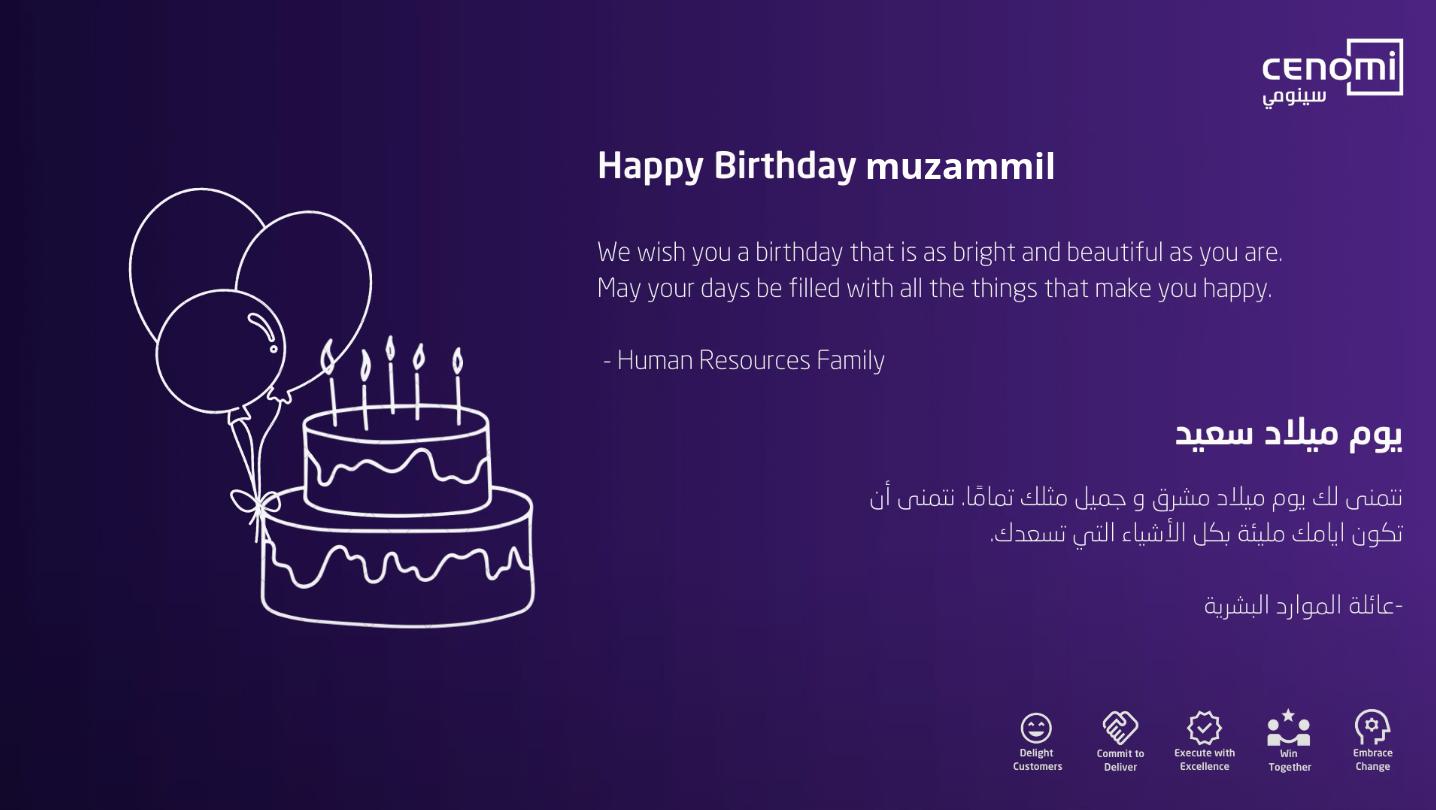 cenomi
سينومي
Happy Birthday muzammil
We wish you a birthday that is as bright and beautiful as you are.
May your days be filled with all the things that make you happy.
- Human Resources Family
يوم ميلاد سعيد
نتمنى لك يوم ميلاد مشرق و جميل مثلك تمامًا. نتمنى أن
تكون ايامك مليئة بكل الأشياء التي تسعدك.
-عائلة الموارد البشرية
Delight
Customers
Commit to
Deliver
Execute with
Excellence
Win
Together
Embrace
Change